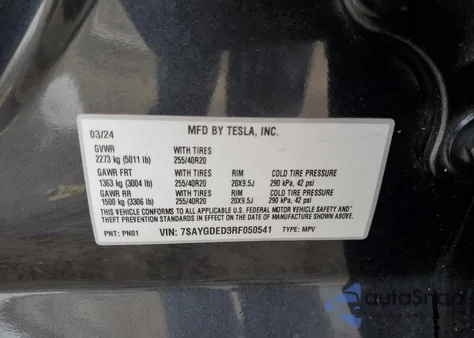 03/24 MFD BY TESLA, INC.
GVWR WITH TIRES
2273 kg (5011 lb) 255/40R20
GAWR FRT WITH TIRES RIM COLD TIRE PRESSURE
1363 kg (3004 lb) 255/40R20 20X9.5J 290 kPa, 42 psi
GAWR RR WITH TIRES RIM COLD TIRE PRESSURE
1500 kg (3306 lb) 255/40R20 20X9.5J 290 kPa, 42 psi
THIS VEHICLE CONFORMS TO ALL APPLICABLE U.S. FEDERAL MOTOR VEHICLE SAFETY AND
THEFT PREVENTION STANDARDS IN EFFECT ON THE DATE OF MANUFACTURE SHOWN ABOVE.
PNT: PN01 VIN: 7SAYGDED3RF050541 TYPE: MPV
autoSnap